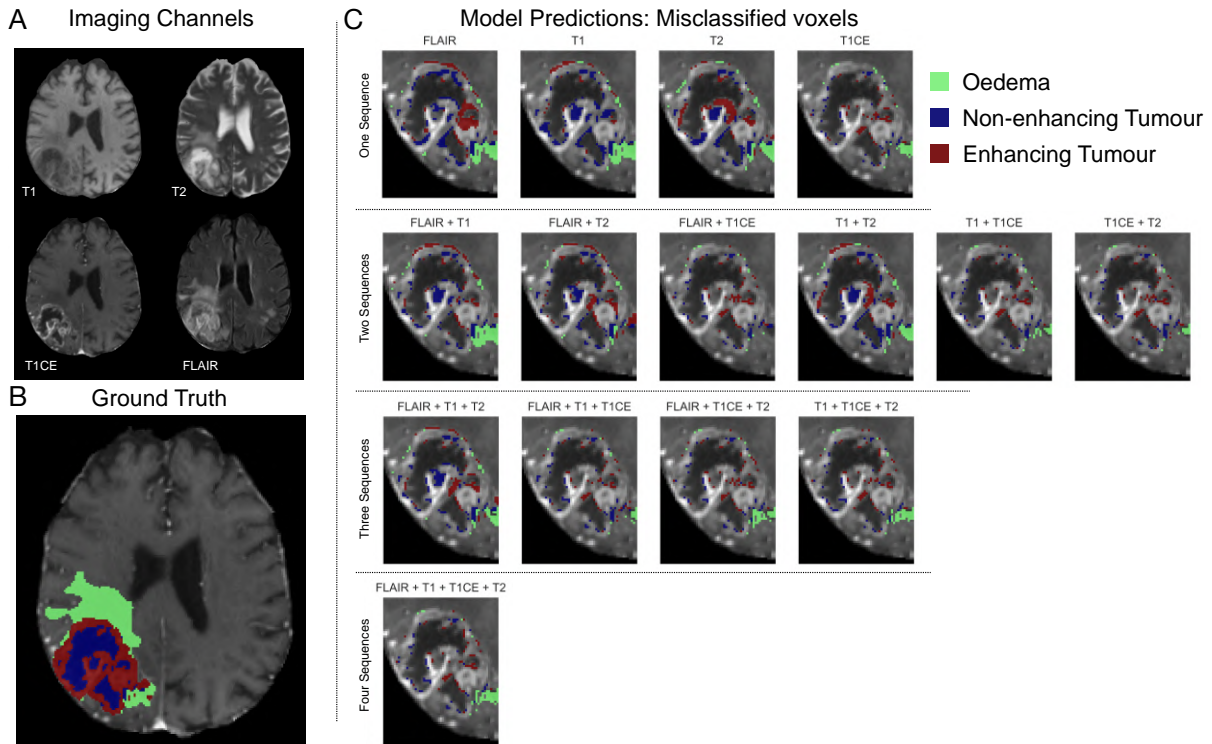 A Imaging Channels
T1
T2
T1CE
FLAIR
B Ground Truth
C Model Predictions: Misclassified voxels
One Sequence
FLAIR
T1
T2
T1CE
Oedema
Non-enhancing Tumour
Enhancing Tumour
Two Sequences
FLAIR + T1
FLAIR + T2
FLAIR + T1CE
T1 + T2
T1 + T1CE
T1CE + T2
Three Sequences
FLAIR + T1 + T2
FLAIR + T1 + T1CE
FLAIR + T1CE + T2
T1 + T1CE + T2
Four Sequences
FLAIR + T1 + T1CE + T2